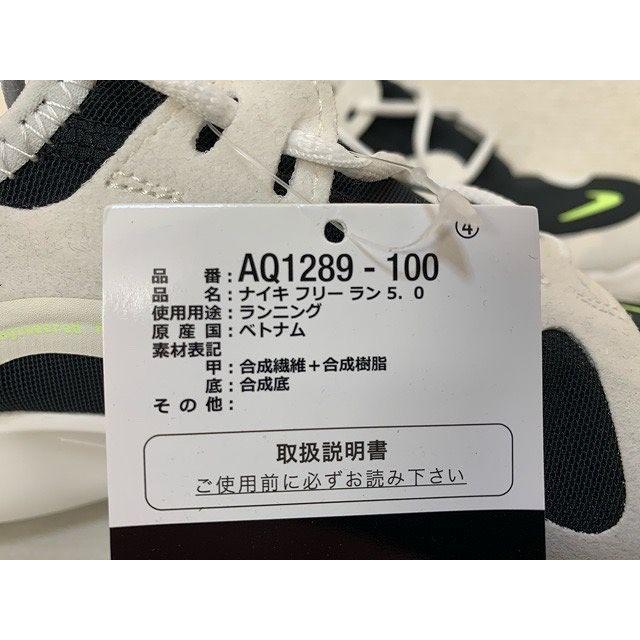 ④
品 番：AQ1289 - 100
品 名：ナイキ フリー ラン 5. 0
使用用途：ランニング
原 産 国：ベトナム
素材表記
甲：合成繊維＋合成樹脂
底：合成底
そ の 他：
取扱説明書
ご使用前に必ずお読み下さい